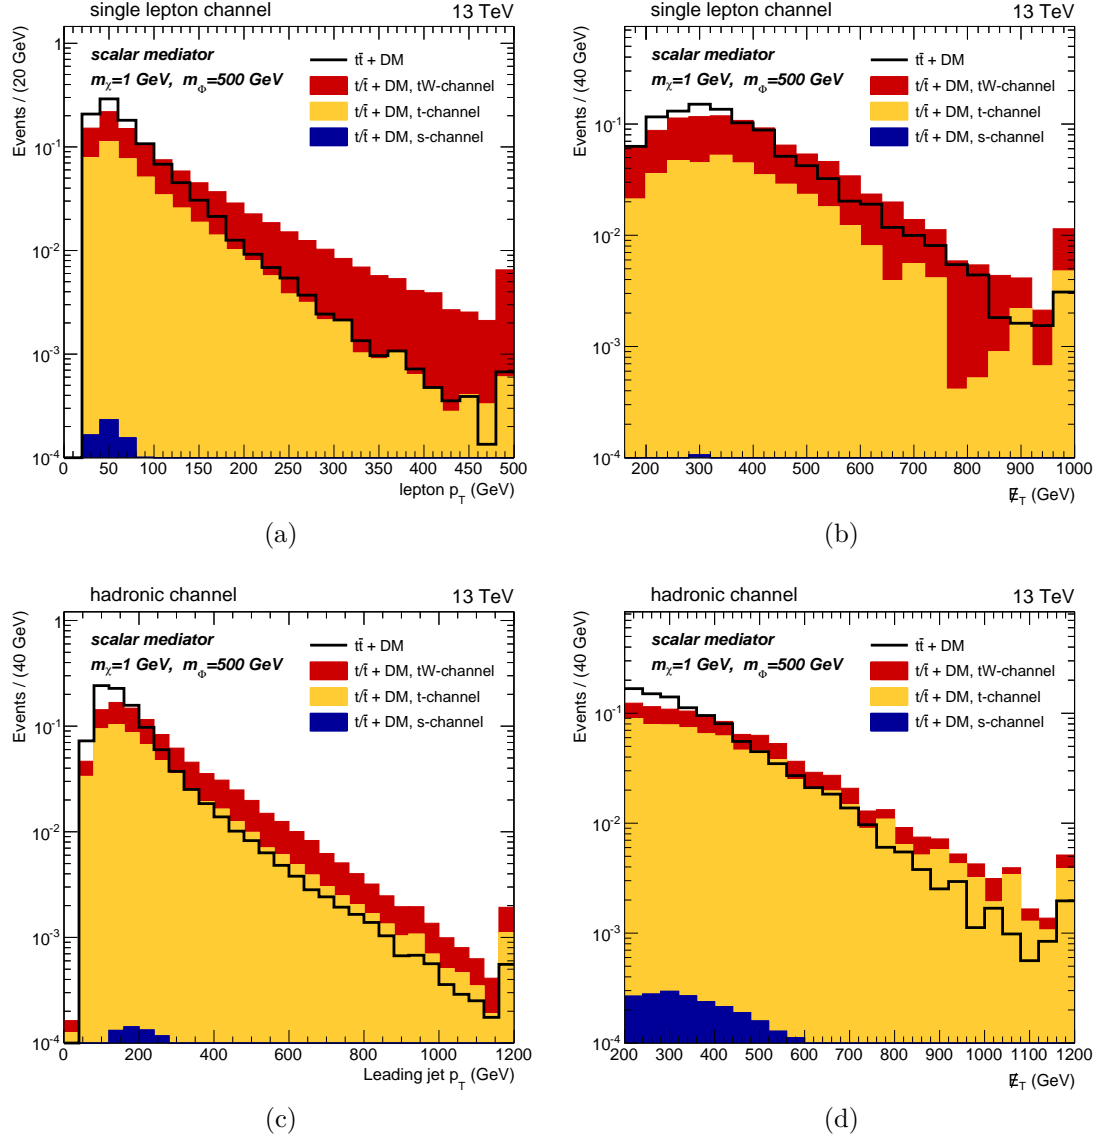 single lepton channel 13 TeV
Events / (20 GeV)
scalar mediator
mχ=1 GeV, mΦ=500 GeV
tt̄ + DM
t/t̄ + DM, tW-channel
t/t̄ + DM, t-channel
t/t̄ + DM, s-channel
1
10⁻¹
10⁻²
10⁻³
10⁻⁴
0 50 100 150 200 250 300 350 400 450 500
lepton pT (GeV)
(a)
single lepton channel 13 TeV
Events / (40 GeV)
scalar mediator
mχ=1 GeV, mΦ=500 GeV
tt̄ + DM
t/t̄ + DM, tW-channel
t/t̄ + DM, t-channel
t/t̄ + DM, s-channel
1
10⁻¹
10⁻²
10⁻³
10⁻⁴
200 300 400 500 600 700 800 900 1000
E̸T (GeV)
(b)
hadronic channel 13 TeV
Events / (40 GeV)
scalar mediator
mχ=1 GeV, mΦ=500 GeV
tt̄ + DM
t/t̄ + DM, tW-channel
t/t̄ + DM, t-channel
t/t̄ + DM, s-channel
1
10⁻¹
10⁻²
10⁻³
10⁻⁴
0 200 400 600 800 1000 1200
Leading jet pT (GeV)
(c)
hadronic channel 13 TeV
Events / (40 GeV)
scalar mediator
mχ=1 GeV, mΦ=500 GeV
tt̄ + DM
t/t̄ + DM, tW-channel
t/t̄ + DM, t-channel
t/t̄ + DM, s-channel
1
10⁻¹
10⁻²
10⁻³
10⁻⁴
200 300 400 500 600 700 800 900 1000 1100 1200
E̸T (GeV)
(d)